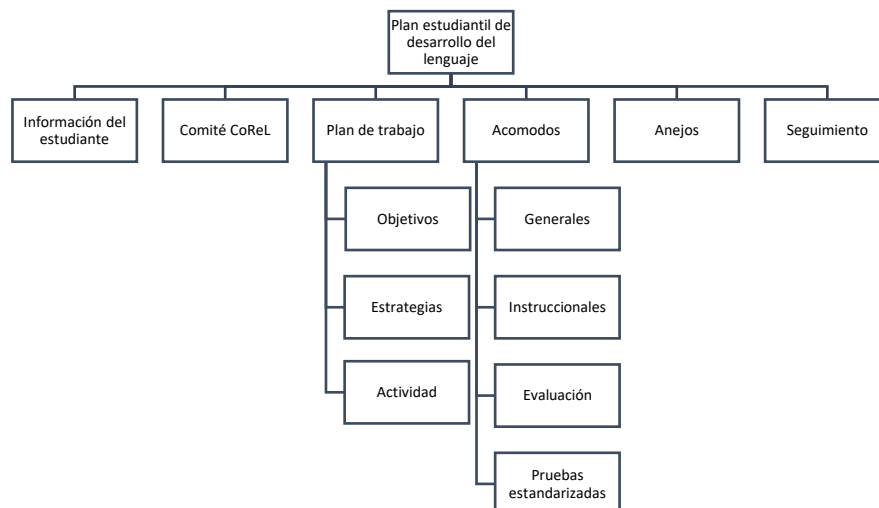 Plan estudiantil de
desarrollo del
lenguaje
Información del
estudiante
Comité CoReL
Plan de trabajo
Acomodos
Anejos
Seguimiento
Objetivos
Estrategias
Actividad
Generales
Instruccionales
Evaluación
Pruebas
estandarizadas